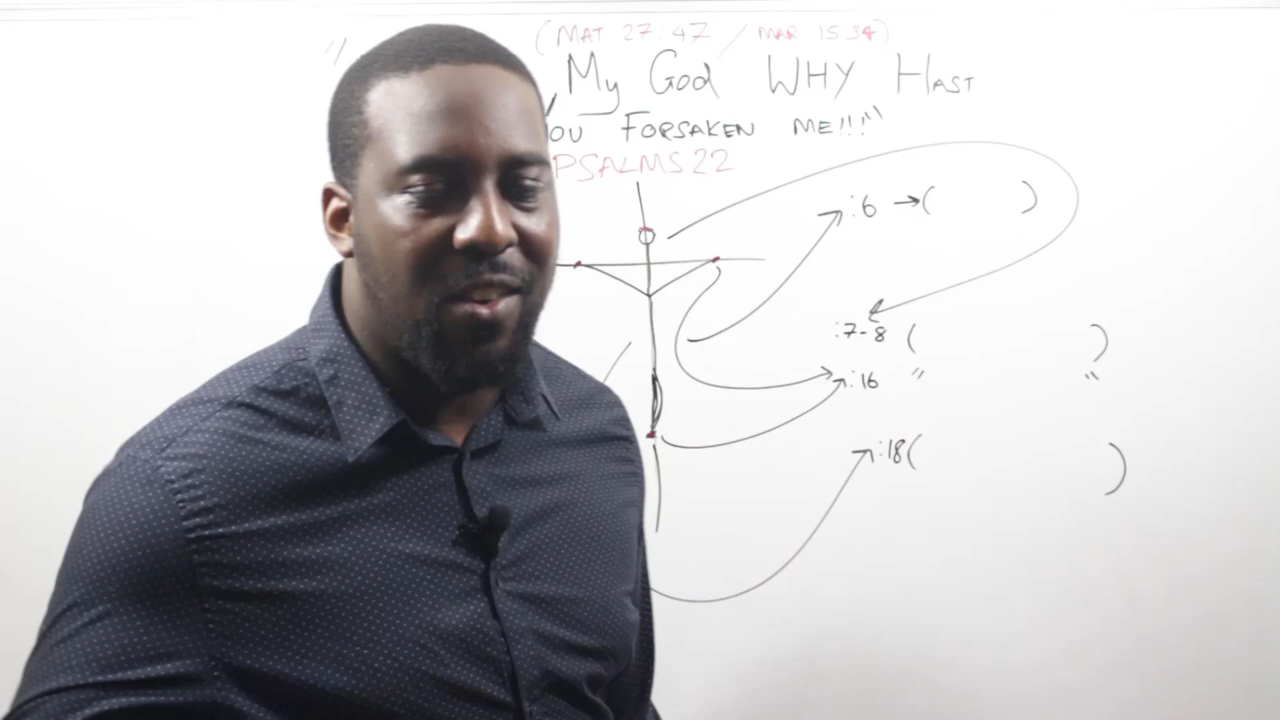 (MAT 27:47 / MAR 15:34)
" My God WHY HAST
OU FORSAKEN ME!!!"
PSALMS 22
:6 → ( )
:7-8 ( )
:16 " "
:18 ( )